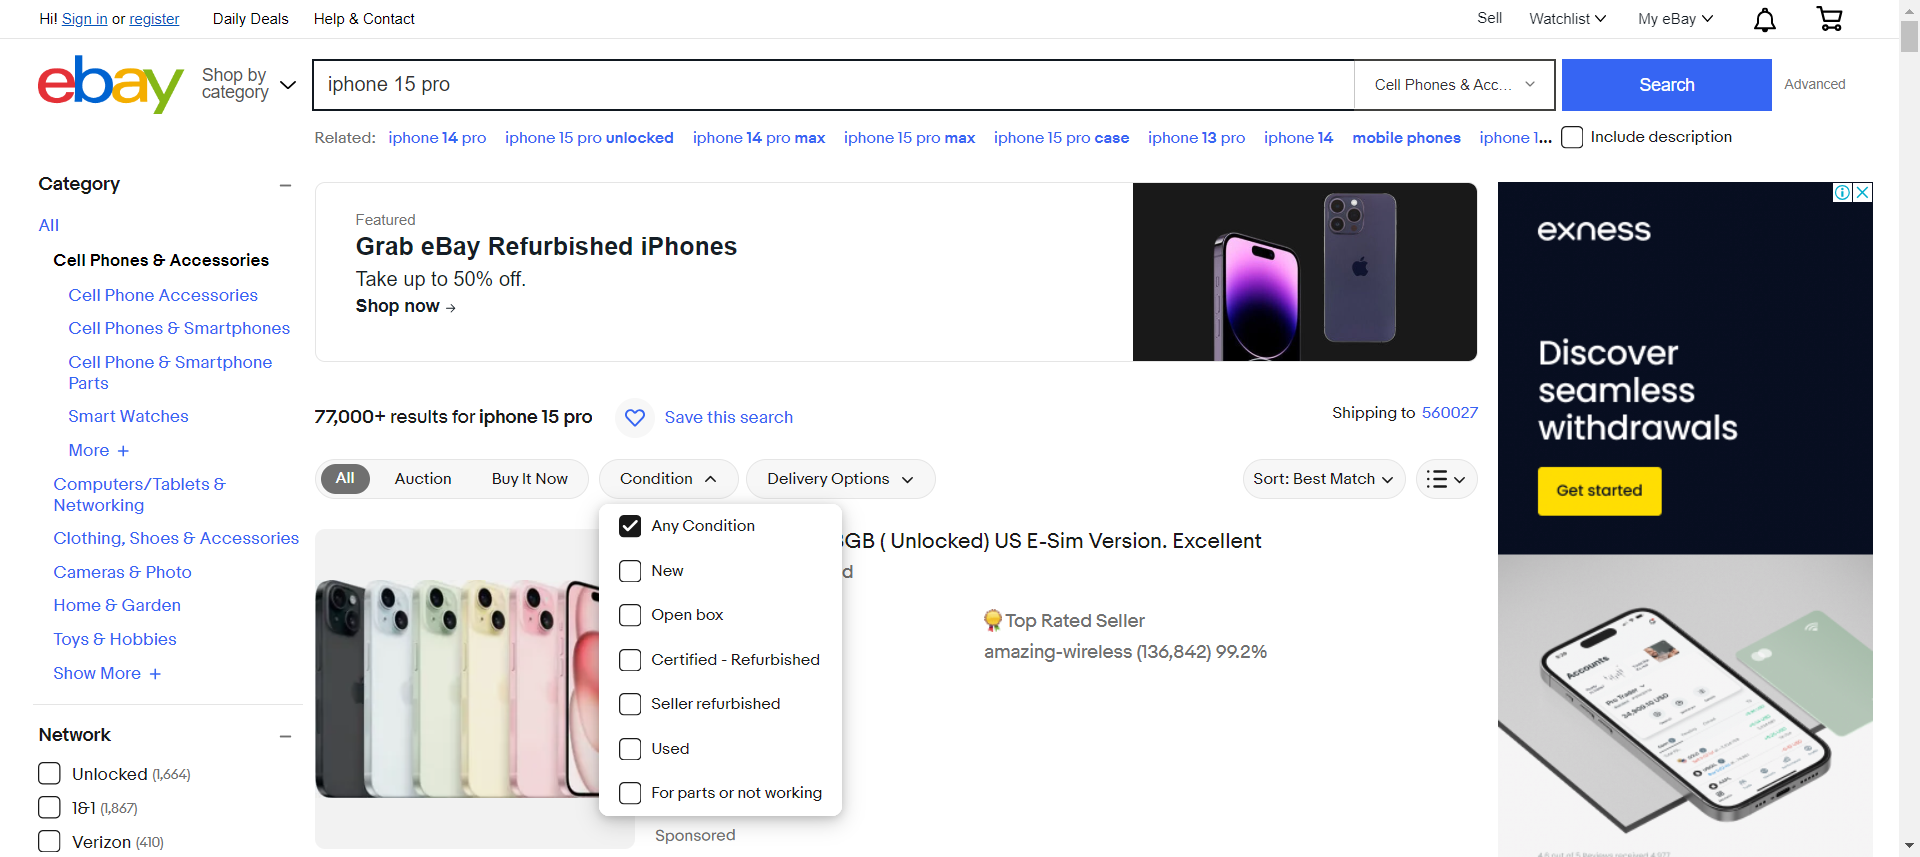 Hi! Sign in or register
Daily Deals
Help & Contact
Sell
Watchlist
My eBay
ebay
Shop by
category
iphone 15 pro
Cell Phones & Acc...
Search
Advanced
Related:
iphone 14 pro
iphone 15 pro unlocked
iphone 14 pro max
iphone 15 pro max
iphone 15 pro case
iphone 13 pro
iphone 14
mobile phones
iphone 1...
Include description
Category
All
Cell Phones & Accessories
Cell Phone Accessories
Cell Phones & Smartphones
Cell Phone & Smartphone
Parts
Smart Watches
More +
Computers/Tablets &
Networking
Clothing, Shoes & Accessories
Cameras & Photo
Home & Garden
Toys & Hobbies
Show More +
Network
Unlocked (1,664)
1&1 (1,867)
Verizon (410)
Featured
Grab eBay Refurbished iPhones
Take up to 50% off.
Shop now →
77,000+ results for iphone 15 pro
Save this search
Shipping to 560027
All
Auction
Buy It Now
Condition
Delivery Options
Sort: Best Match
Any Condition
New
Open box
Certified - Refurbished
Seller refurbished
Used
For parts or not working
GB ( Unlocked) US E-Sim Version. Excellent
d
Top Rated Seller
amazing-wireless (136,842) 99.2%
Sponsored
exness
Discover
seamless
withdrawals
Get started
Accounts
Pro Trader
34,909.10 USD